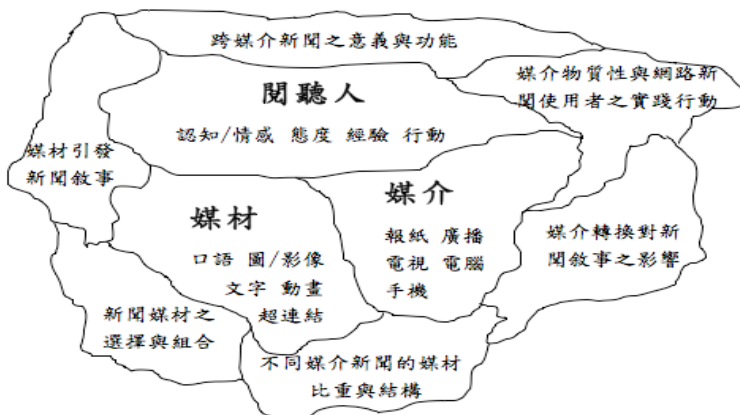 跨媒介新聞之意義與功能
媒介物質性與網路新
聞使用者之實踐行動
閱聽人
認知/情感 態度 經驗 行動
媒材引發
新聞敘事
媒材
口語 圖/影像
文字 動畫
超連結
媒介
報紙 廣播
電視 電腦
手機
媒介轉換對新
聞敘事之影響
新聞媒材之
選擇與組合
不同媒介新聞的媒材
比重與結構